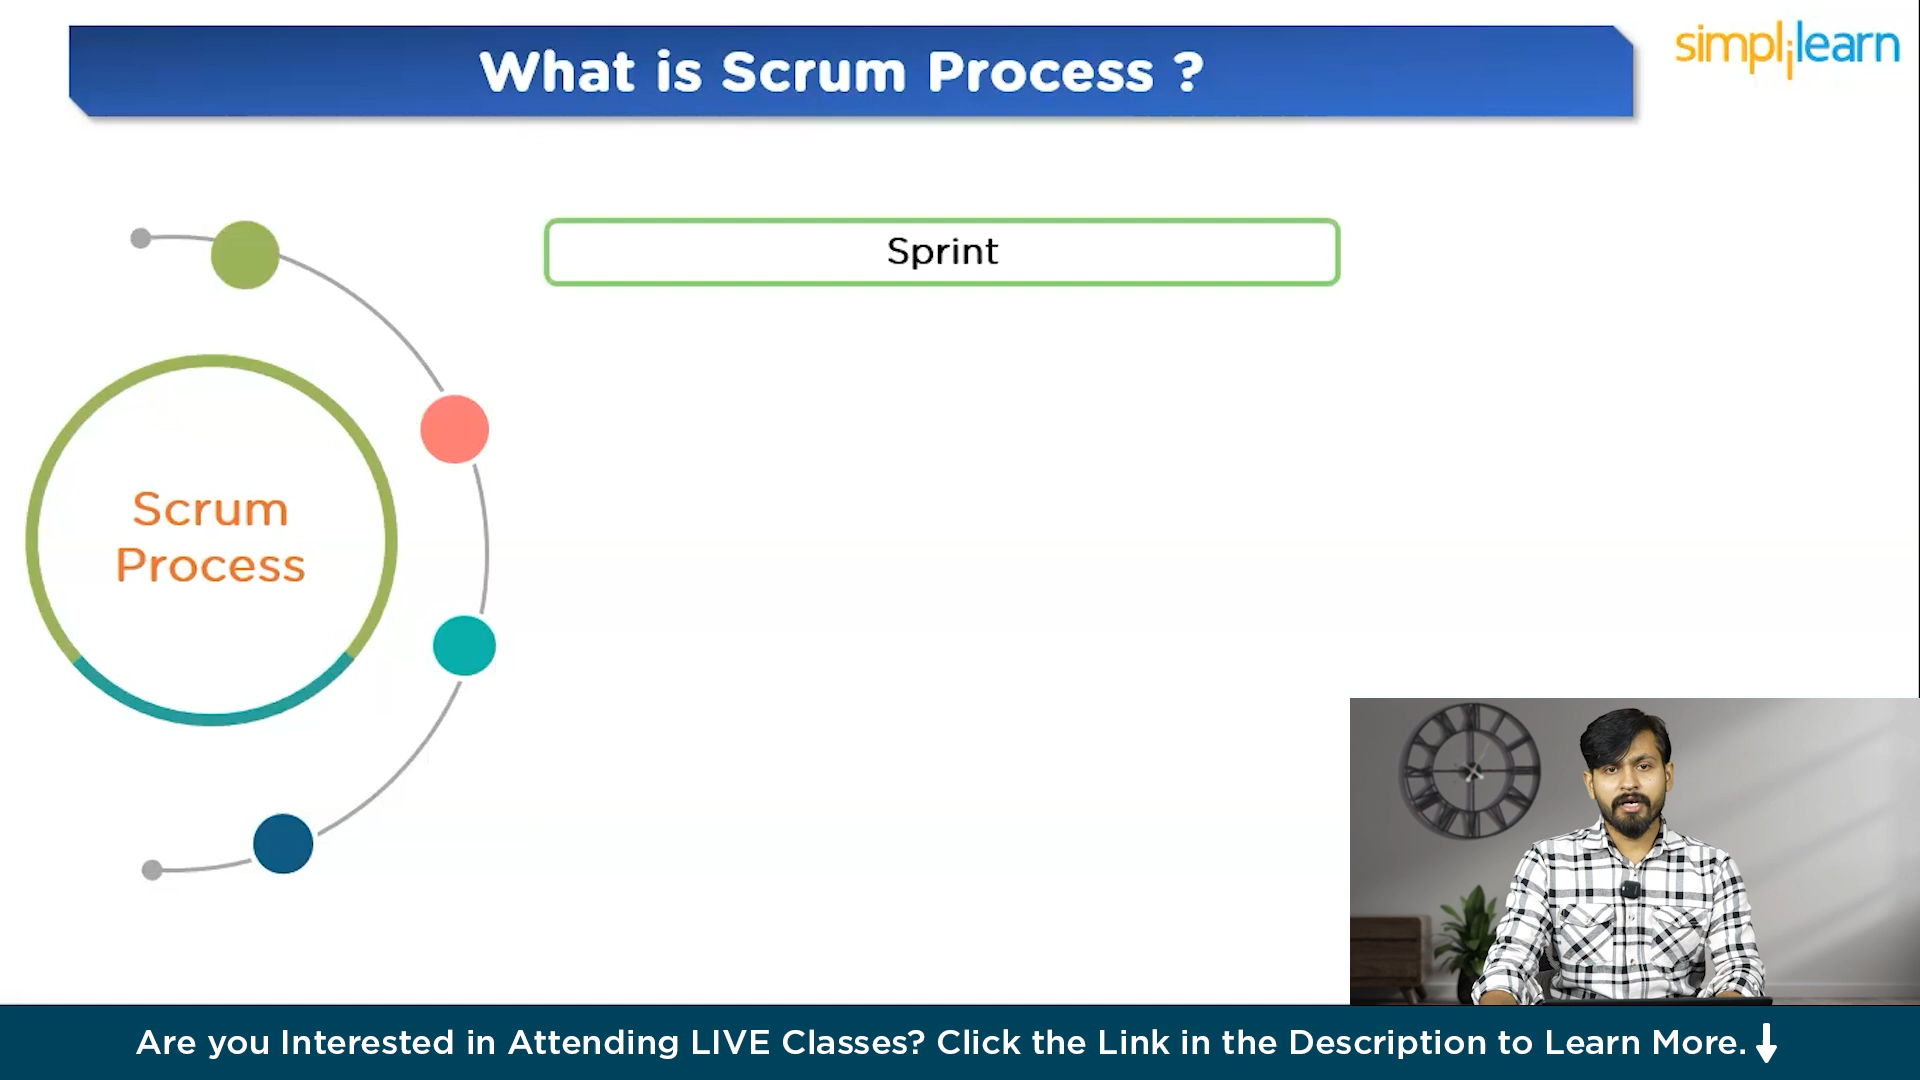 What is Scrum Process ?
simplilearn
Sprint
Scrum
Process
Are you Interested in Attending LIVE Classes? Click the Link in the Description to Learn More.